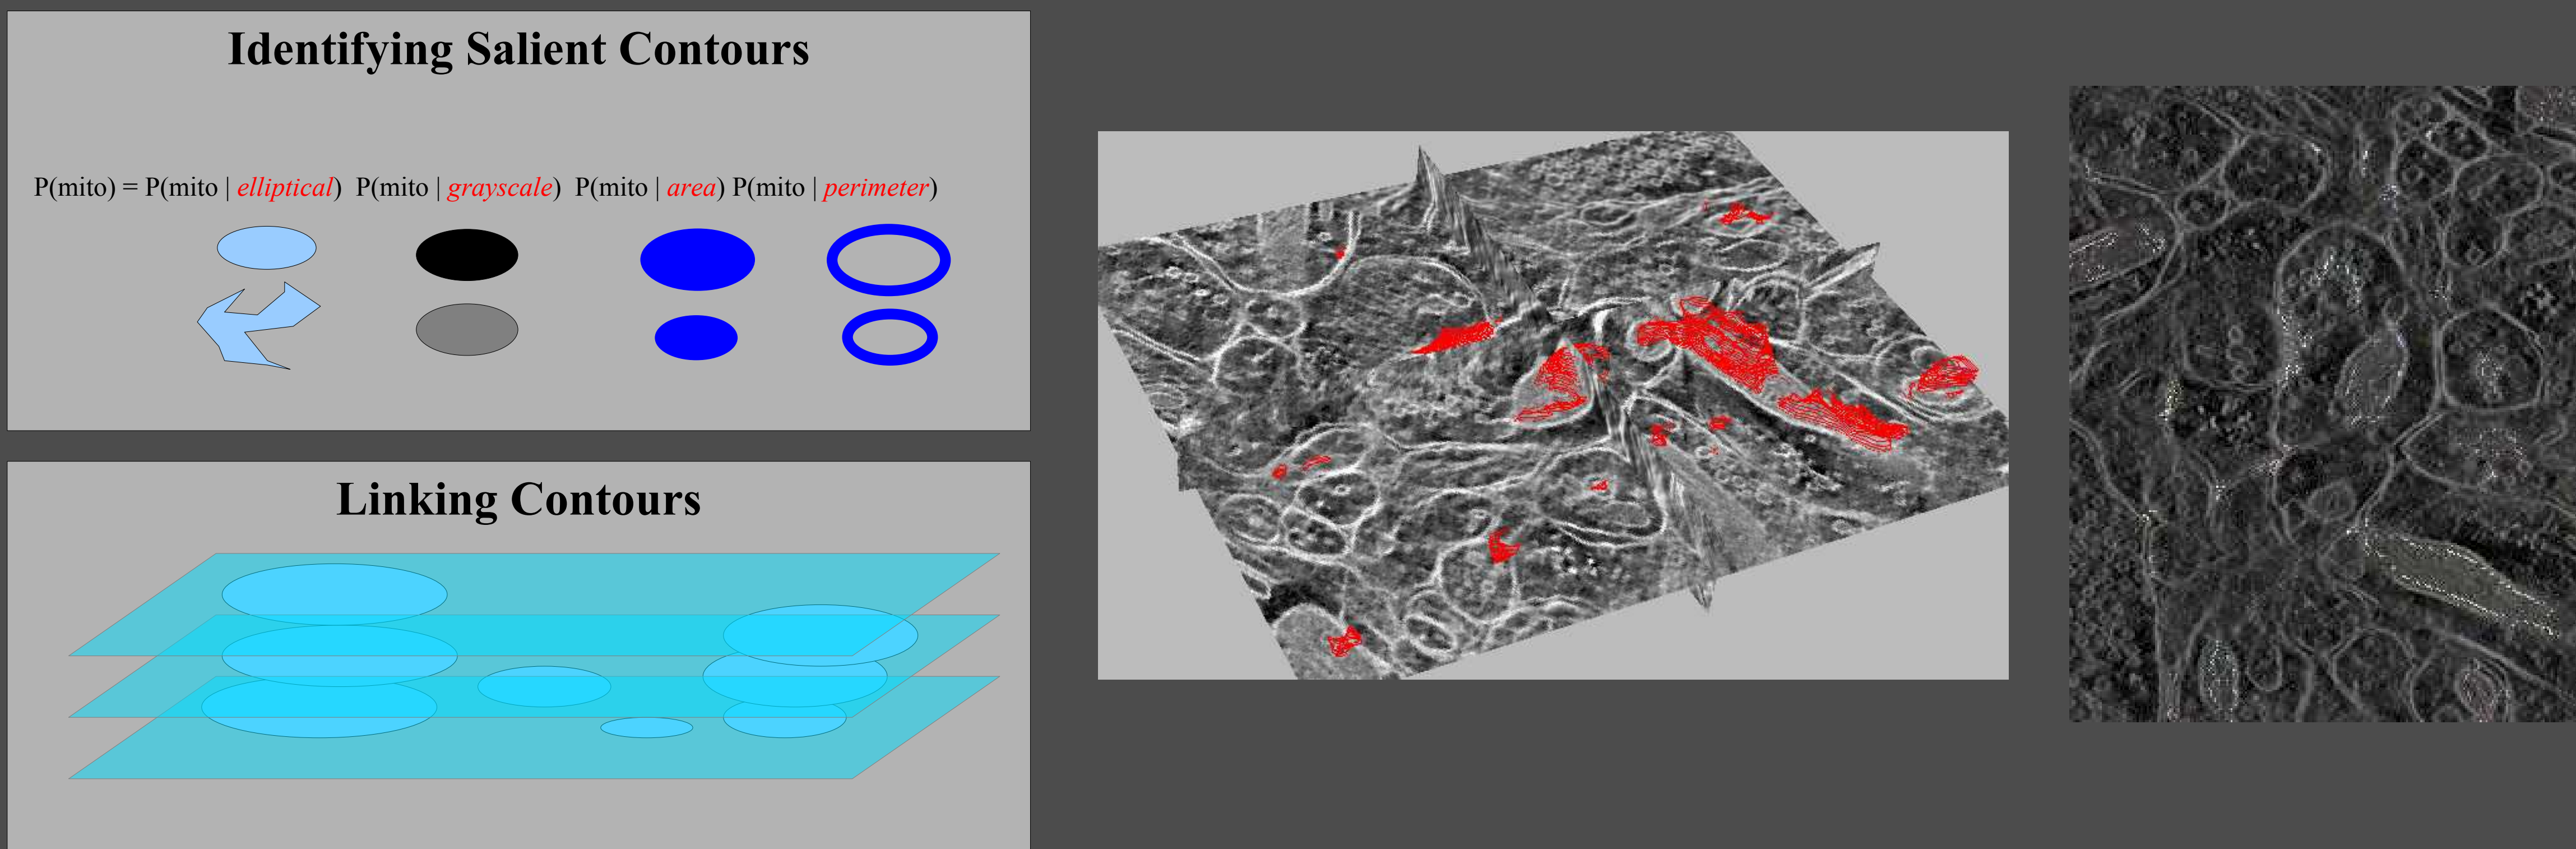 Identifying Salient Contours
P(mito) = P(mito | elliptical) P(mito | grayscale) P(mito | area) P(mito | perimeter)
Linking Contours